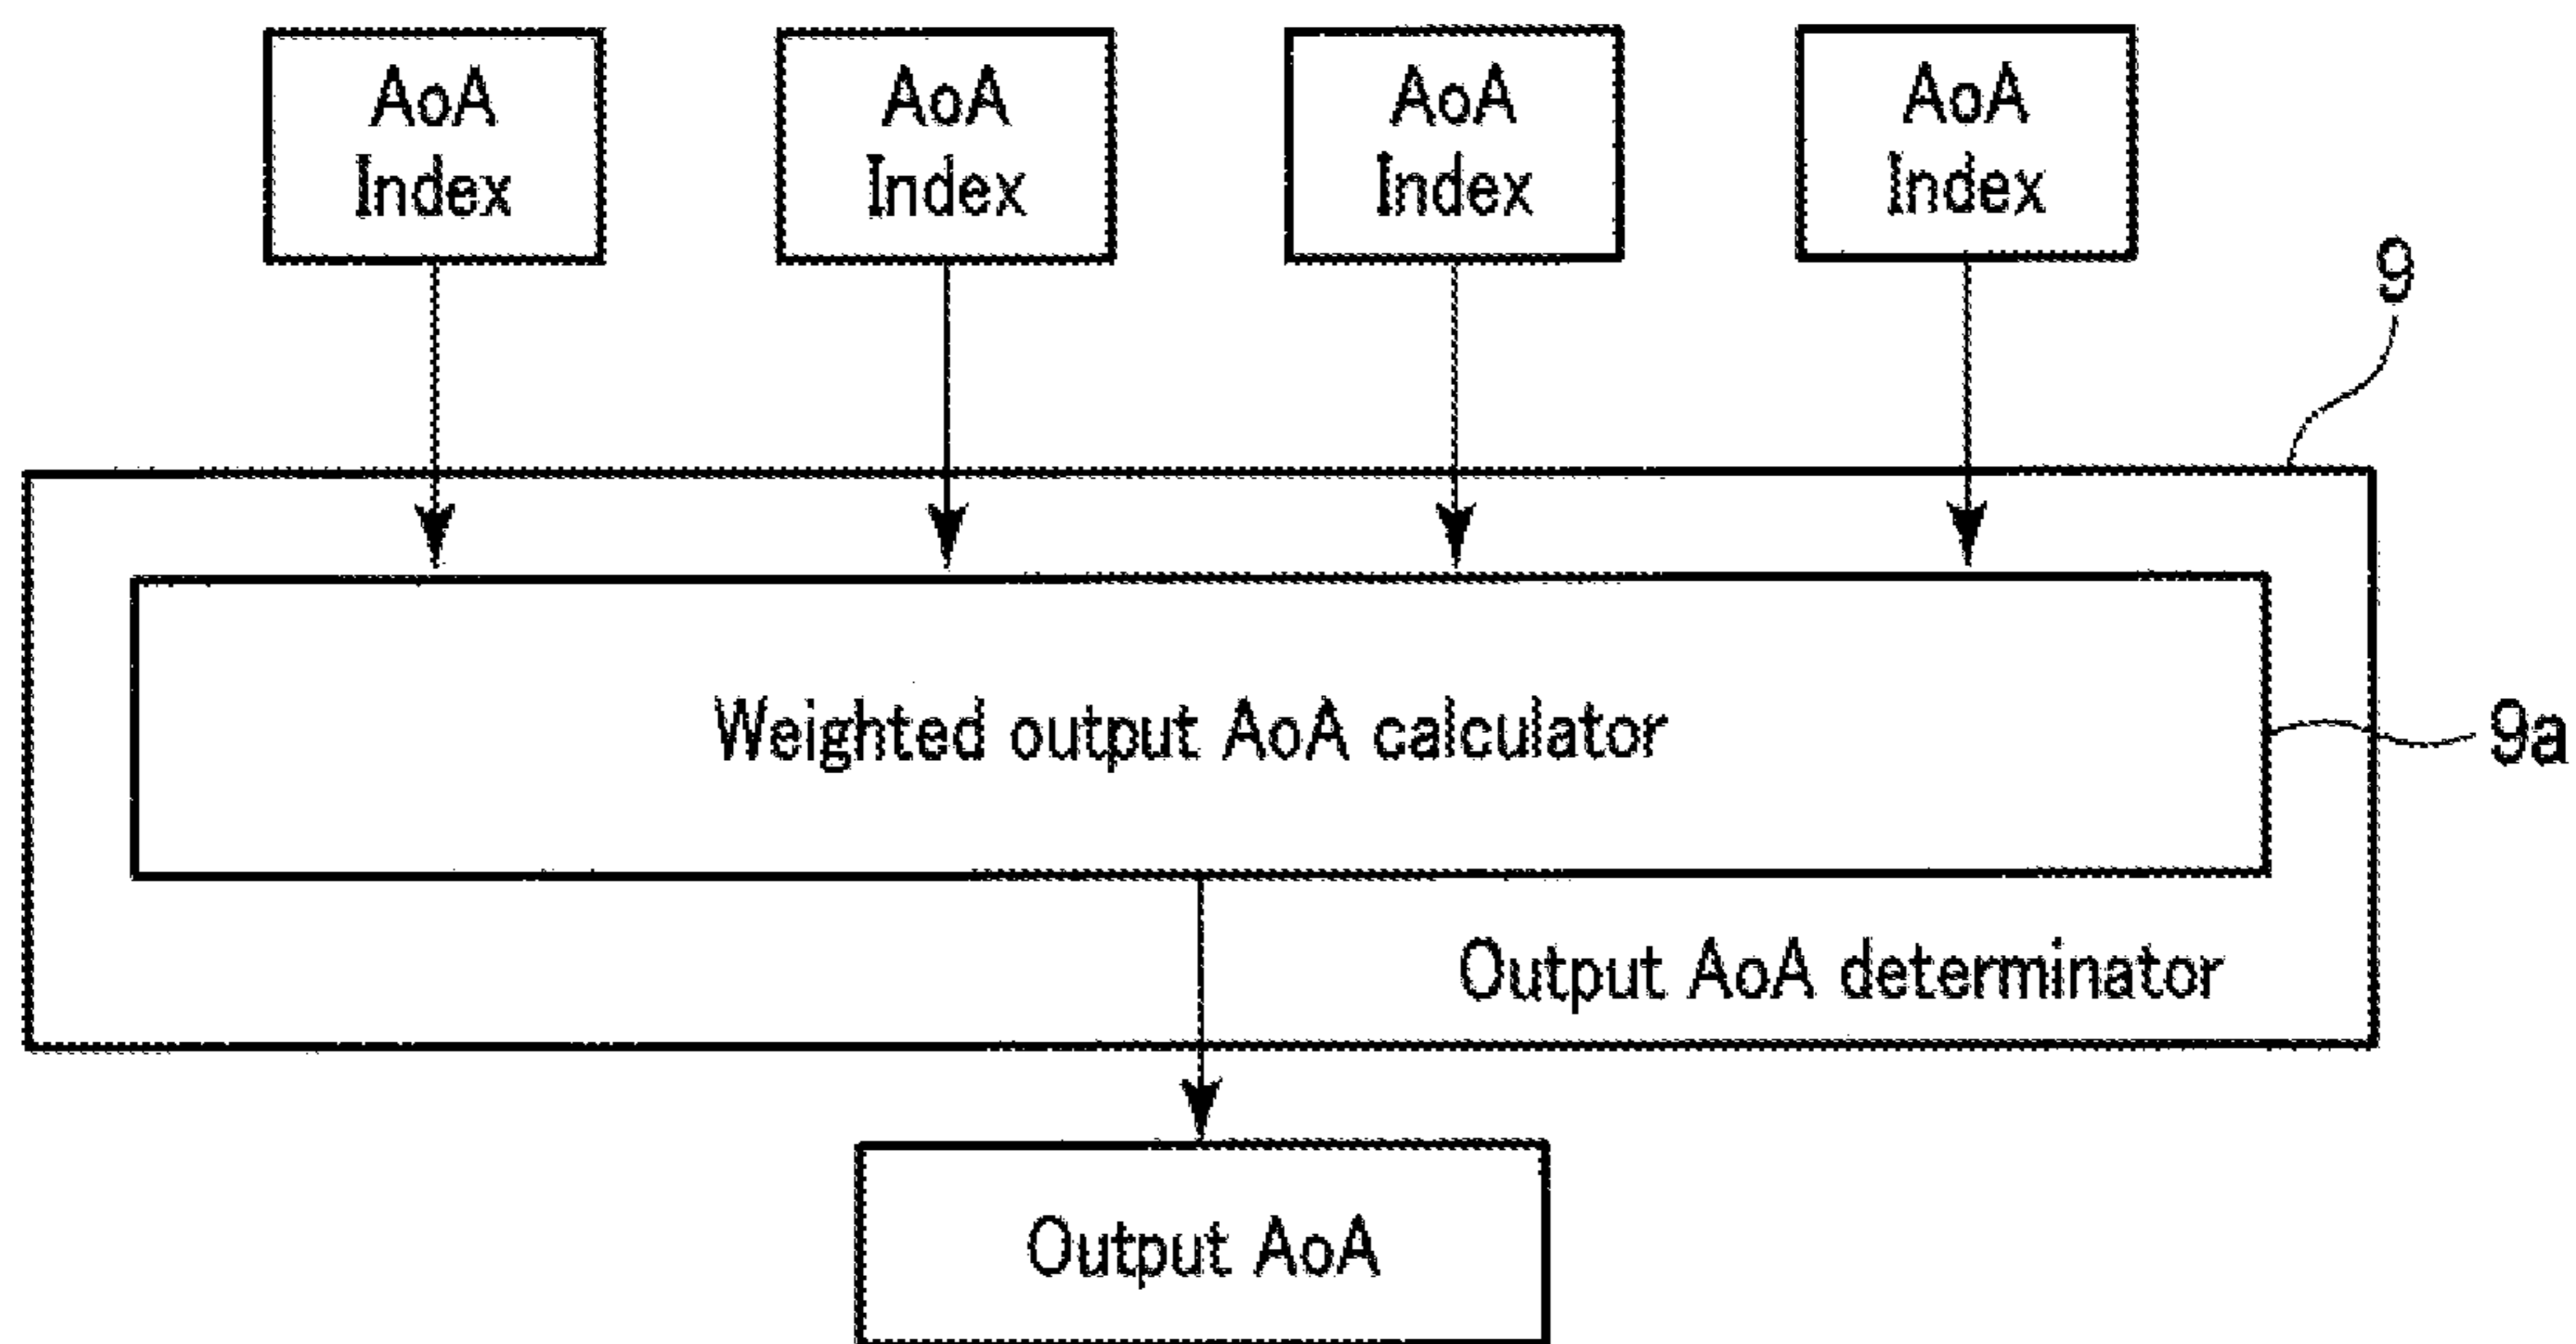 AoA
Index
AoA
Index
AoA
Index
AoA
Index
9
Weighted output AoA calculator
9a
Output AoA determinator
Output AoA